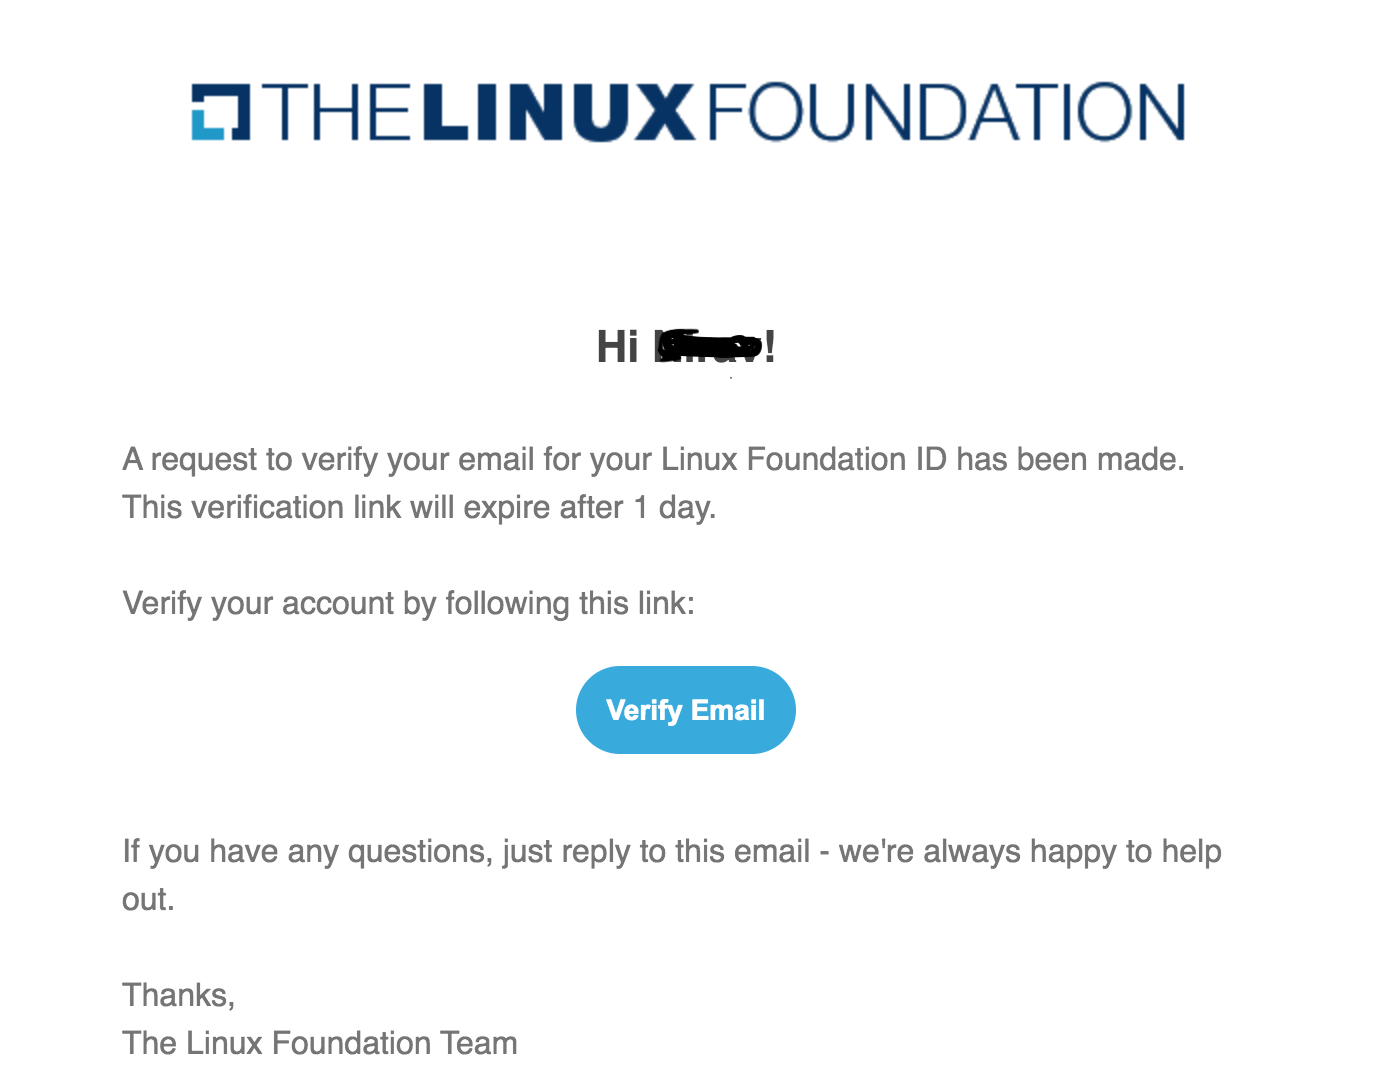 THE LINUX FOUNDATION
Hi !
A request to verify your email for your Linux Foundation ID has been made.
This verification link will expire after 1 day.
Verify your account by following this link:
Verify Email
If you have any questions, just reply to this email - we're always happy to help
out.
Thanks,
The Linux Foundation Team